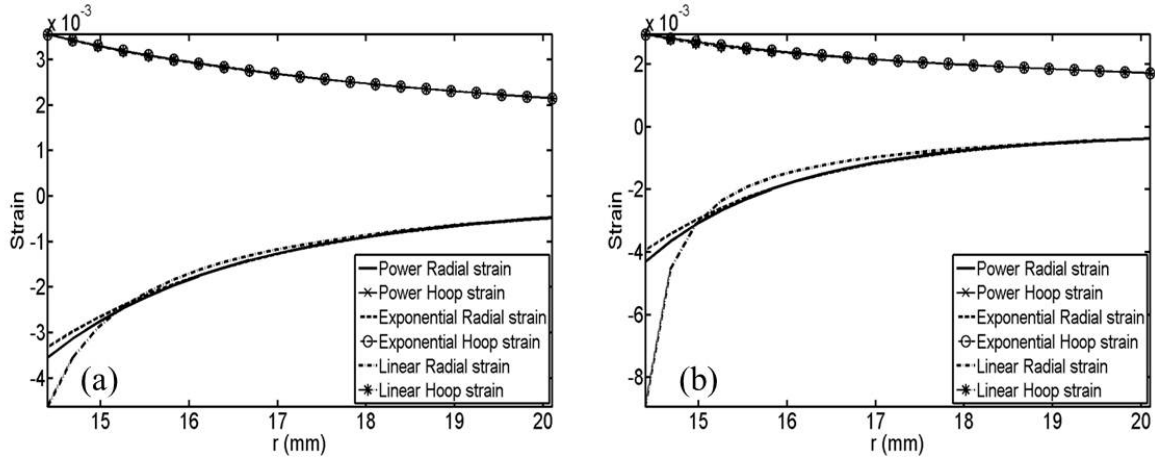 x 10⁻³
3
2
1
0
-1
-2
-3
-4
Strain
15
16
17
18
19
20
r (mm)
(a)
Power Radial strain
Power Hoop strain
Exponential Radial strain
Exponential Hoop strain
Linear Radial strain
Linear Hoop strain
x 10⁻³
2
0
-2
-4
-6
-8
Strain
15
16
17
18
19
20
r (mm)
(b)
Power Radial strain
Power Hoop strain
Exponential Radial strain
Exponential Hoop strain
Linear Radial strain
Linear Hoop strain